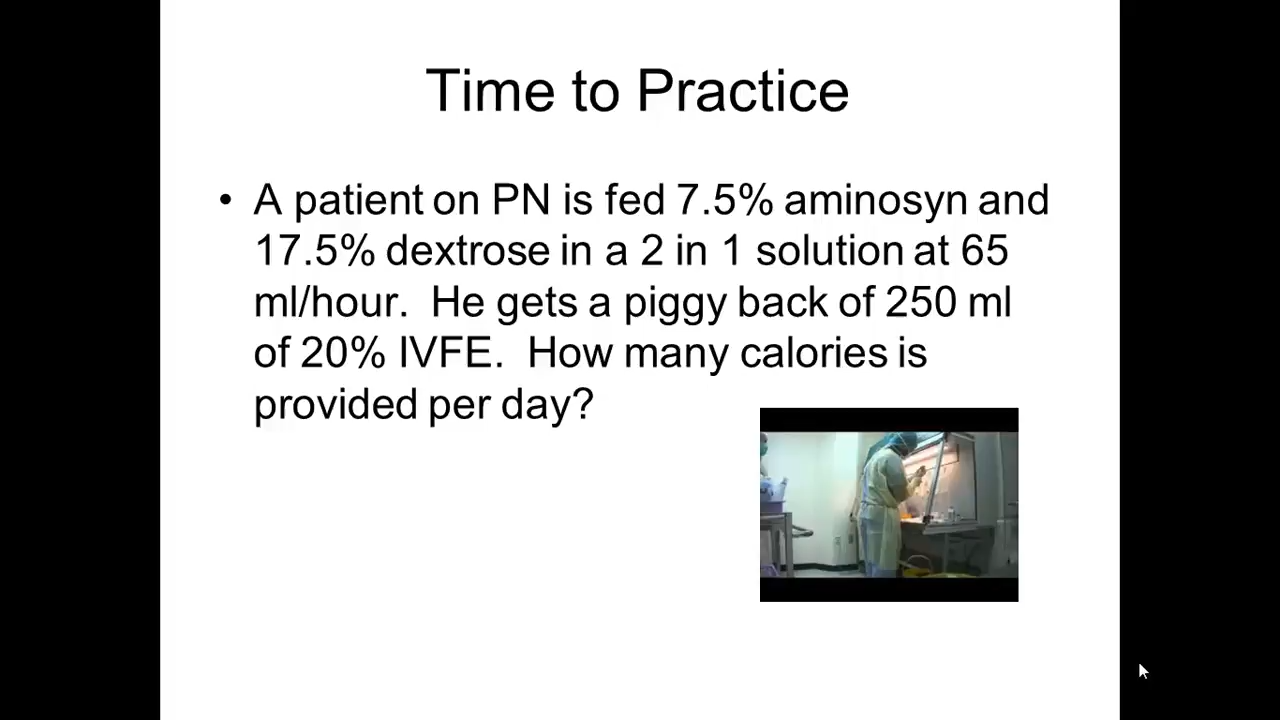 Time to Practice
• A patient on PN is fed 7.5% aminosyn and
17.5% dextrose in a 2 in 1 solution at 65
ml/hour. He gets a piggy back of 250 ml
of 20% IVFE. How many calories is
provided per day?